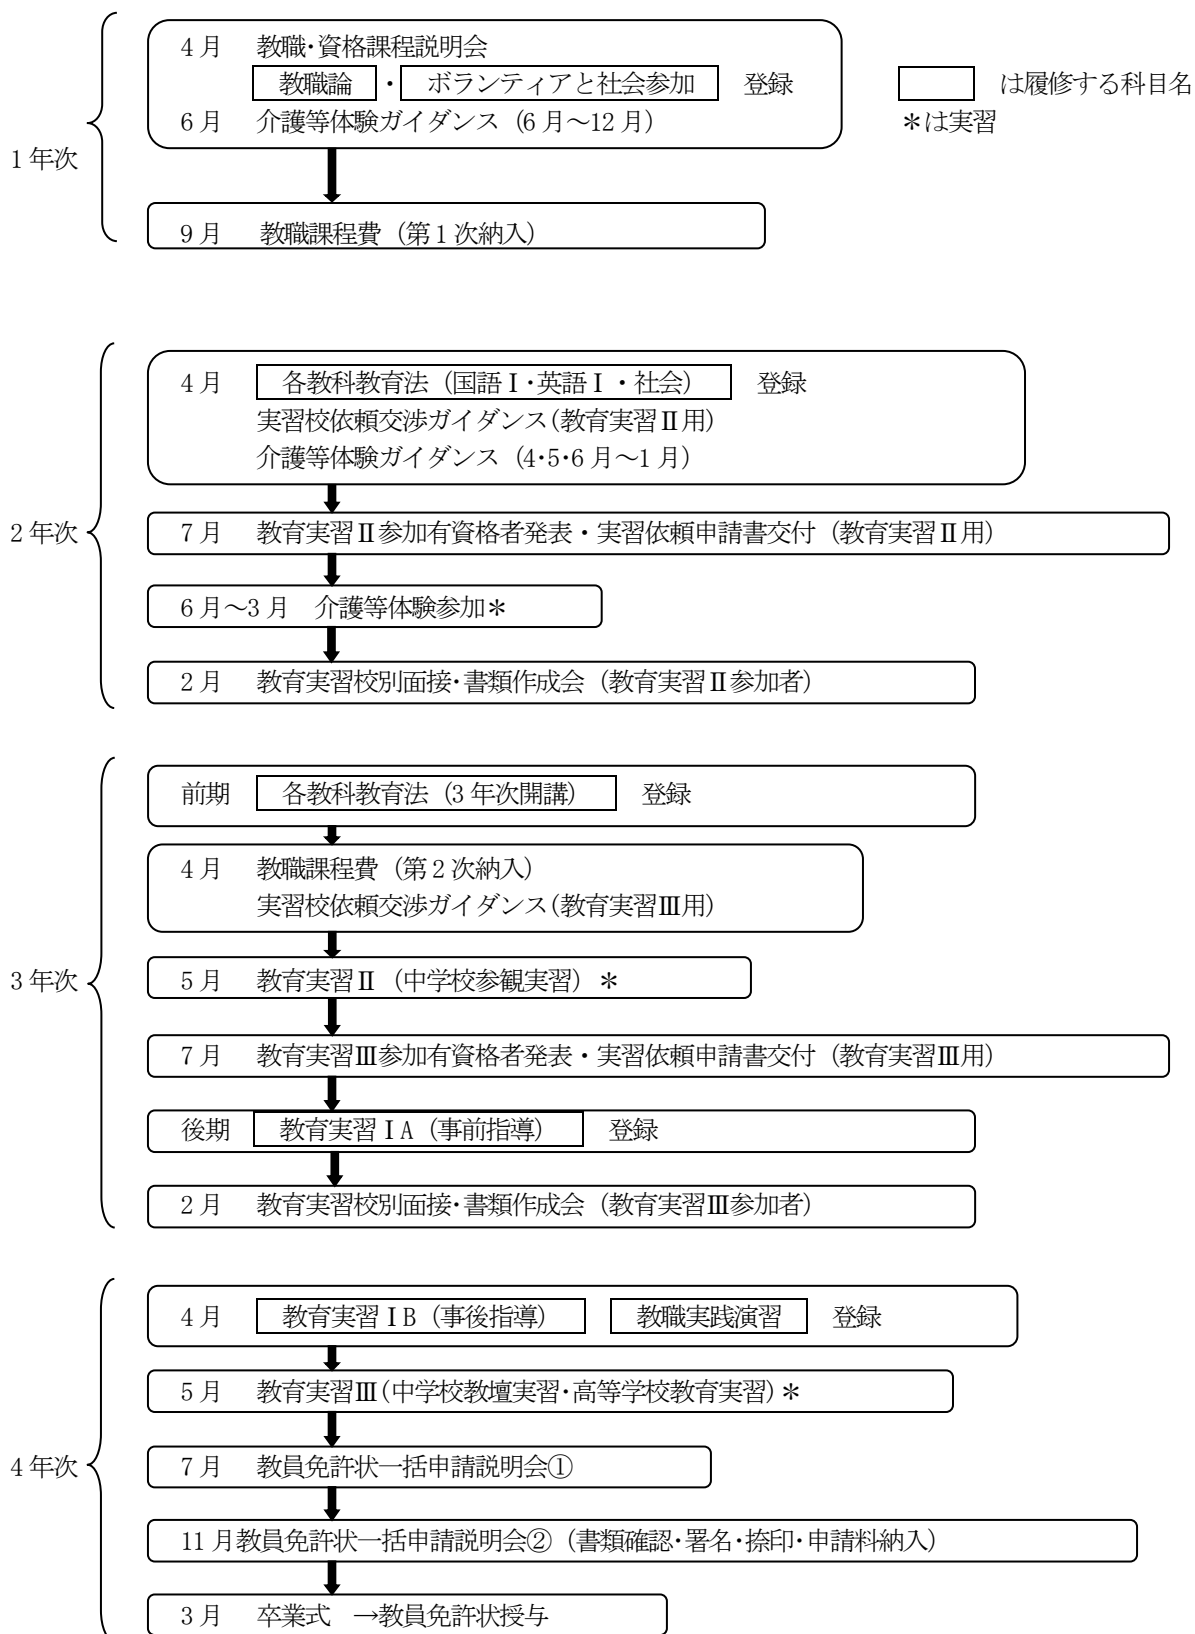 4月 教職・資格課程説明会
教職論 ・ ボランティアと社会参加 登録
6月 介護等体験ガイダンス（6月～12月）
は履修する科目名
＊は実習
1年次
9月 教職課程費（第1次納入）
4月 各教科教育法（国語Ⅰ・英語Ⅰ・社会） 登録
実習校依頼交渉ガイダンス（教育実習Ⅱ用）
介護等体験ガイダンス（4・5・6月～1月）
2年次
7月 教育実習Ⅱ参加有資格者発表・実習依頼申請書交付（教育実習Ⅱ用）
6月～3月 介護等体験参加＊
2月 教育実習校別面接・書類作成会（教育実習Ⅱ参加者）
前期 各教科教育法（3年次開講） 登録
4月 教職課程費（第2次納入）
実習校依頼交渉ガイダンス（教育実習Ⅲ用）
3年次
5月 教育実習Ⅱ（中学校参観実習）＊
7月 教育実習Ⅲ参加有資格者発表・実習依頼申請書交付（教育実習Ⅲ用）
後期 教育実習ⅠA（事前指導） 登録
2月 教育実習校別面接・書類作成会（教育実習Ⅲ参加者）
4月 教育実習ⅠB（事後指導） 教職実践演習 登録
5月 教育実習Ⅲ（中学校教壇実習・高等学校教育実習）＊
4年次
7月 教員免許状一括申請説明会①
11月教員免許状一括申請説明会②（書類確認・署名・捺印・申請料納入）
3月 卒業式 →教員免許状授与